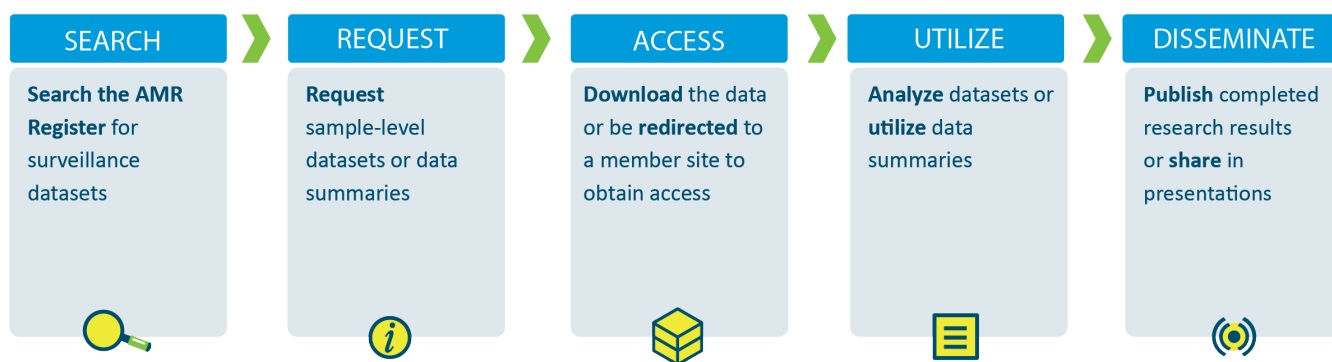 SEARCH
Search the AMR
Register for
surveillance
datasets
REQUEST
Request
sample-level
datasets or data
summaries
i
ACCESS
Download the data
or be redirected to
a member site to
obtain access
UTILIZE
Analyze datasets or
utilize data
summaries
DISSEMINATE
Publish completed
research results
or share in
presentations